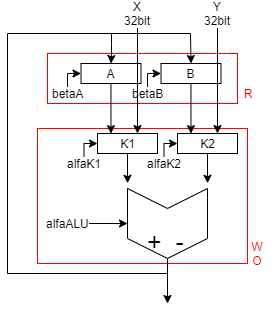 X Y
32bit 32bit
A B
betaA betaB R
K1 K2
alfaK1 alfaK2
alfaALU
+ -
W
O